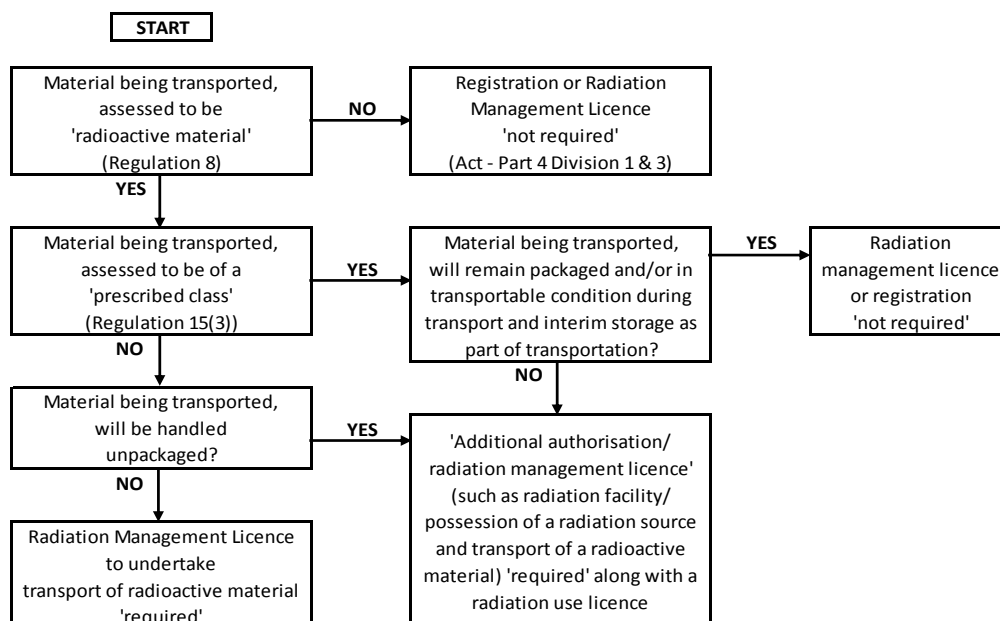 START
Material being transported,
assessed to be
'radioactive material'
(Regulation 8)
NO
Registration or Radiation
Management Licence
'not required'
(Act - Part 4 Division 1 & 3)
YES
Material being transported,
assessed to be of a
'prescribed class'
(Regulation 15(3))
YES
Material being transported,
will remain packaged and/or in
transportable condition during
transport and interim storage as
part of transportation?
YES
Radiation
management licence
or registration
'not required'
NO
NO
Material being transported,
will be handled
unpackaged?
YES
'Additional authorisation/
radiation management licence'
(such as radiation facility/
possession of a radiation source
and transport of a radioactive
material) 'required' along with a
radiation use licence
NO
Radiation Management Licence
to undertake
transport of radioactive material
'required'